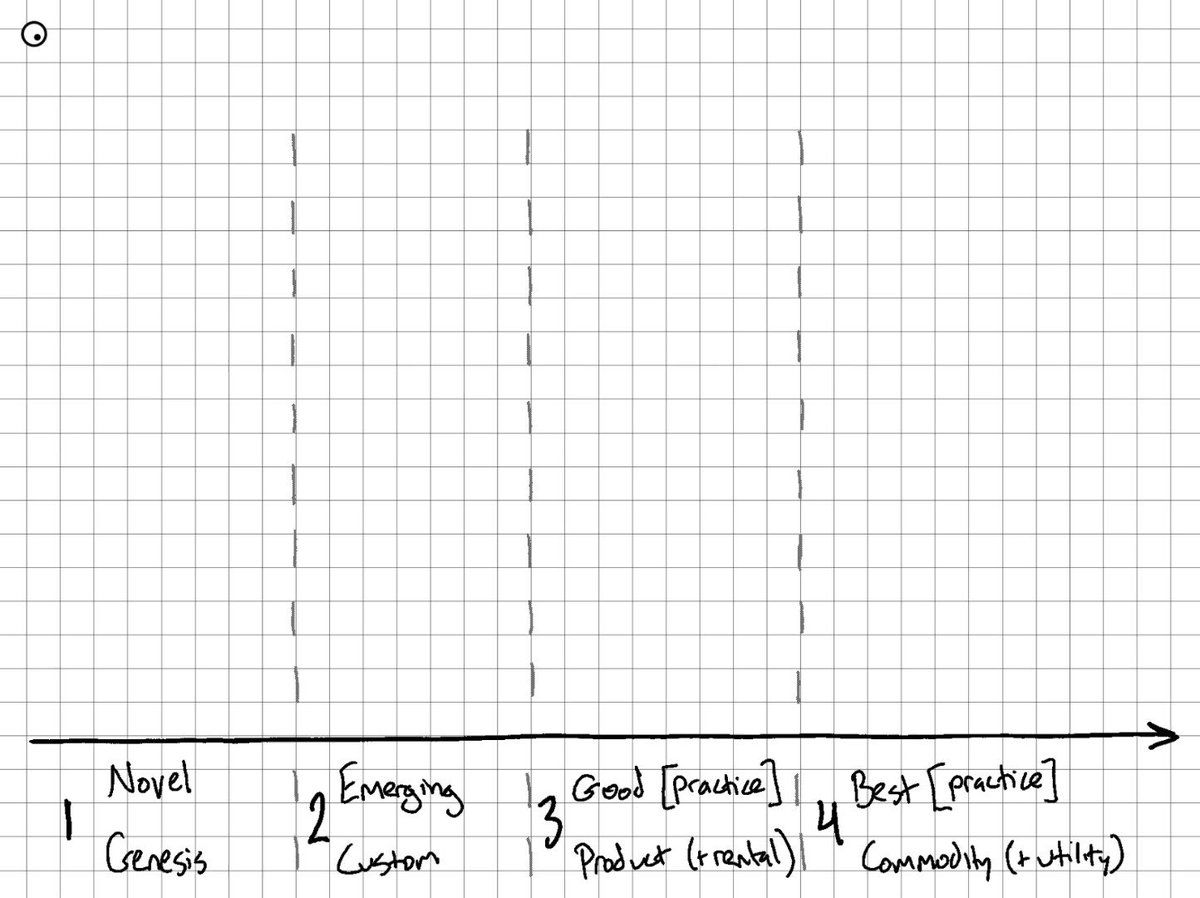 1 Novel
Genesis
2 Emerging
Custom
3 Good [practice]
Product (+rental)
4 Best [practice]
Commodity (+utility)